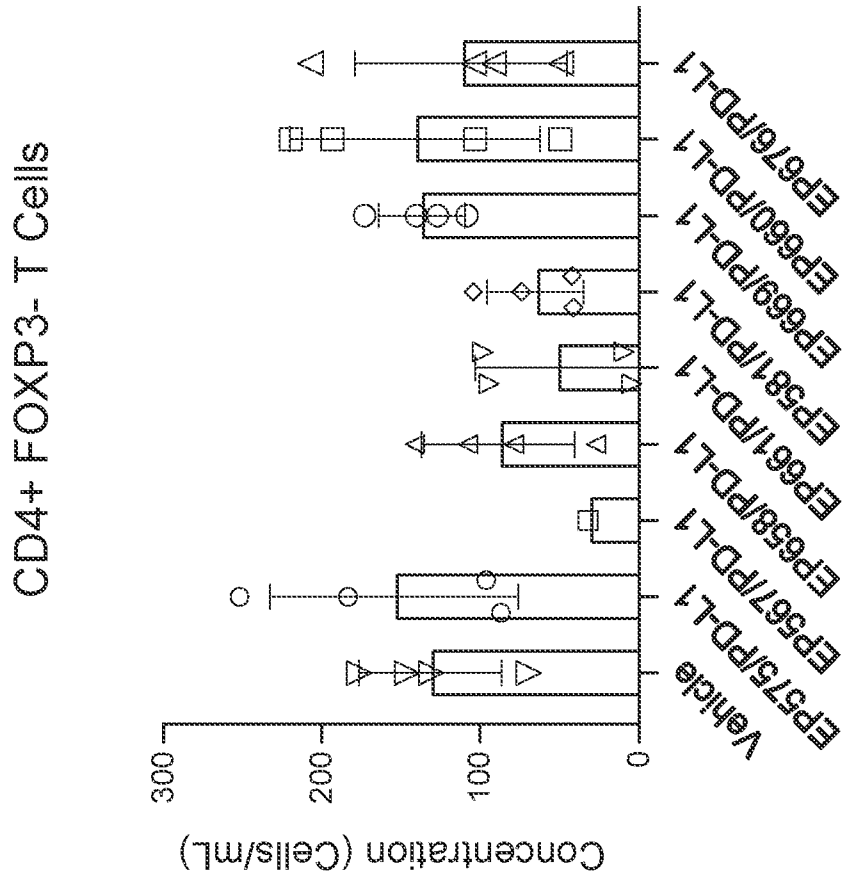 CD4+ FOXP3- T Cells
Concentration (Cells/mL)
300
200
100
0
Vehicle
EP575/PD-L1
EP567/PD-L1
EP658/PD-L1
EP661/PD-L1
EP581/PD-L1
EP669/PD-L1
EP660/PD-L1
EP676/PD-L1